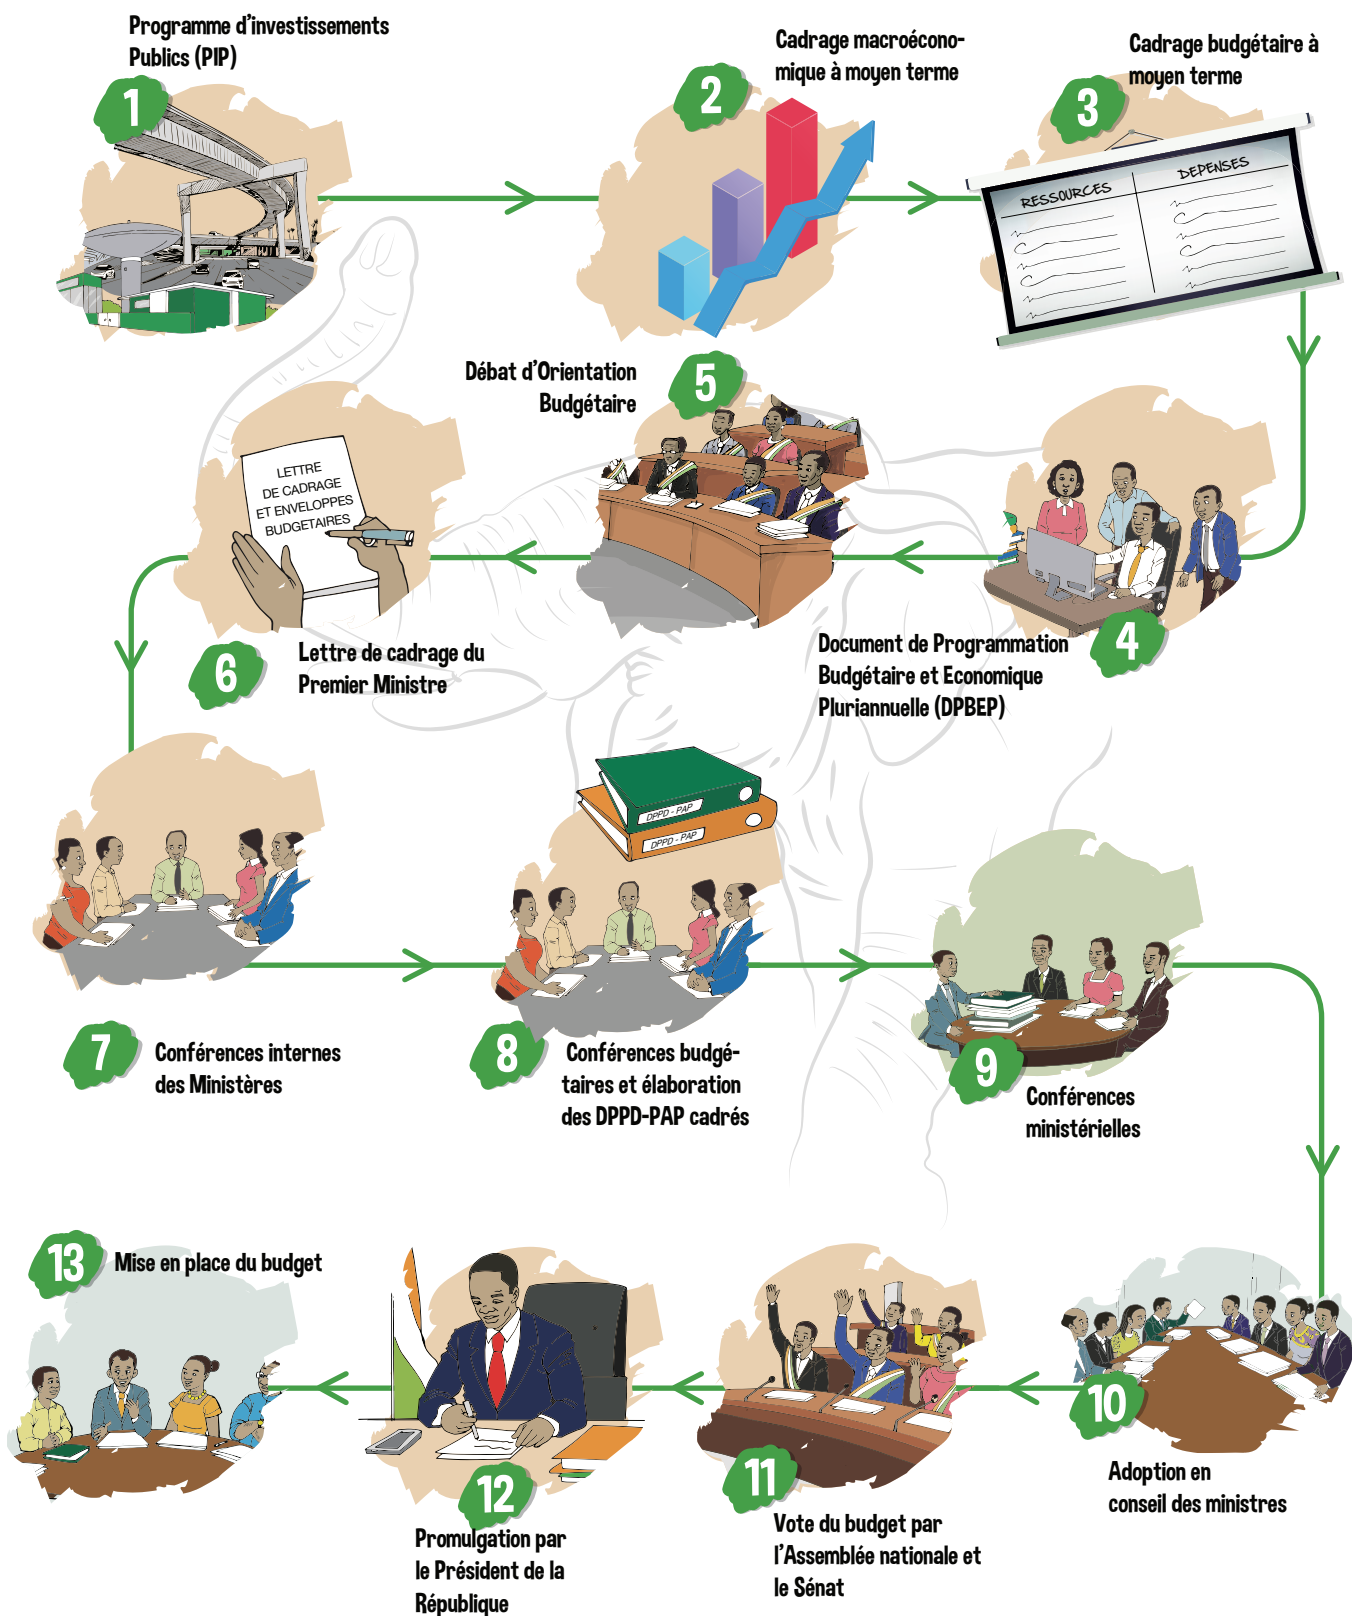 1
Programme d'investissements
Publics (PIP)
2
Cadrage macroécono-
mique à moyen terme
3
Cadrage budgétaire à
moyen terme
RESSOURCES
DEPENSES
4
Document de Programmation
Budgétaire et Economique
Pluriannuelle (DPBEP)
5
Débat d'Orientation
Budgétaire
LETTRE
DE CADRAGE
ET ENVELOPPES
BUDGETAIRES
6
Lettre de cadrage du
Premier Ministre
7
Conférences internes
des Ministères
DPPD - PAP
DPPD - PAP
8
Conférences budgé-
taires et élaboration
des DPPD-PAP cadrés
9
Conférences
ministérielles
10
Adoption en
conseil des ministres
11
Vote du budget par
l'Assemblée nationale et
le Sénat
12
Promulgation par
le Président de la
République
13
Mise en place du budget